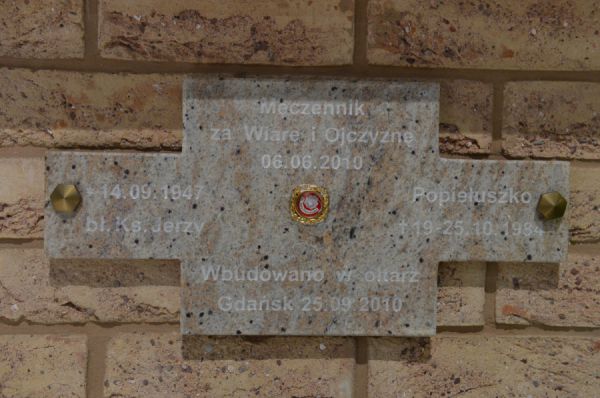 Męczennik
za Wiarę i Ojczyznę
06.06.2010
* 14.09.1947
bł. Ks. Jerzy
Popiełuszko
† 19-25.10.1984
Wbudowano w ołtarz
Gdańsk 25.09.2010